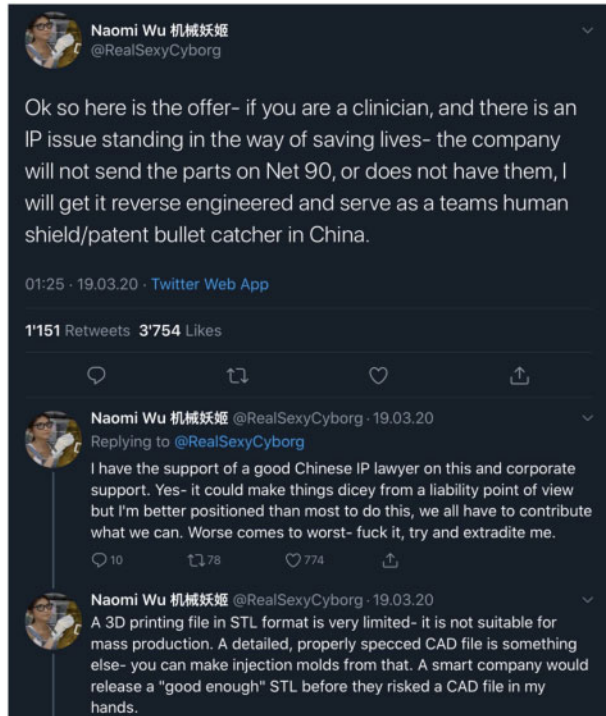 Naomi Wu 机械妖姬
@RealSexyCyborg
Ok so here is the offer- if you are a clinician, and there is an
IP issue standing in the way of saving lives- the company
will not send the parts on Net 90, or does not have them, I
will get it reverse engineered and serve as a teams human
shield/patent bullet catcher in China.
01:25 · 19.03.20 · Twitter Web App
1'151 Retweets 3'754 Likes
Naomi Wu 机械妖姬 @RealSexyCyborg · 19.03.20
Replying to @RealSexyCyborg
I have the support of a good Chinese IP lawyer on this and corporate
support. Yes- it could make things dicey from a liability point of view
but I'm better positioned than most to do this, we all have to contribute
what we can. Worse comes to worst- fuck it, try and extradite me.
10 78 774
Naomi Wu 机械妖姬 @RealSexyCyborg · 19.03.20
A 3D printing file in STL format is very limited- it is not suitable for
mass production. A detailed, properly specced CAD file is something
else- you can make injection molds from that. A smart company would
release a "good enough" STL before they risked a CAD file in my
hands.